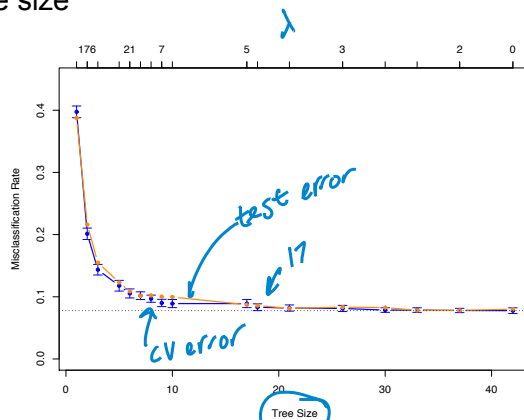 e size
λ
176 21 7 5 3 2 0
0.4
0.3
0.2
0.1
0.0
Misclassification Rate
test error
17
cv error
0 10 20 30 40
Tree Size